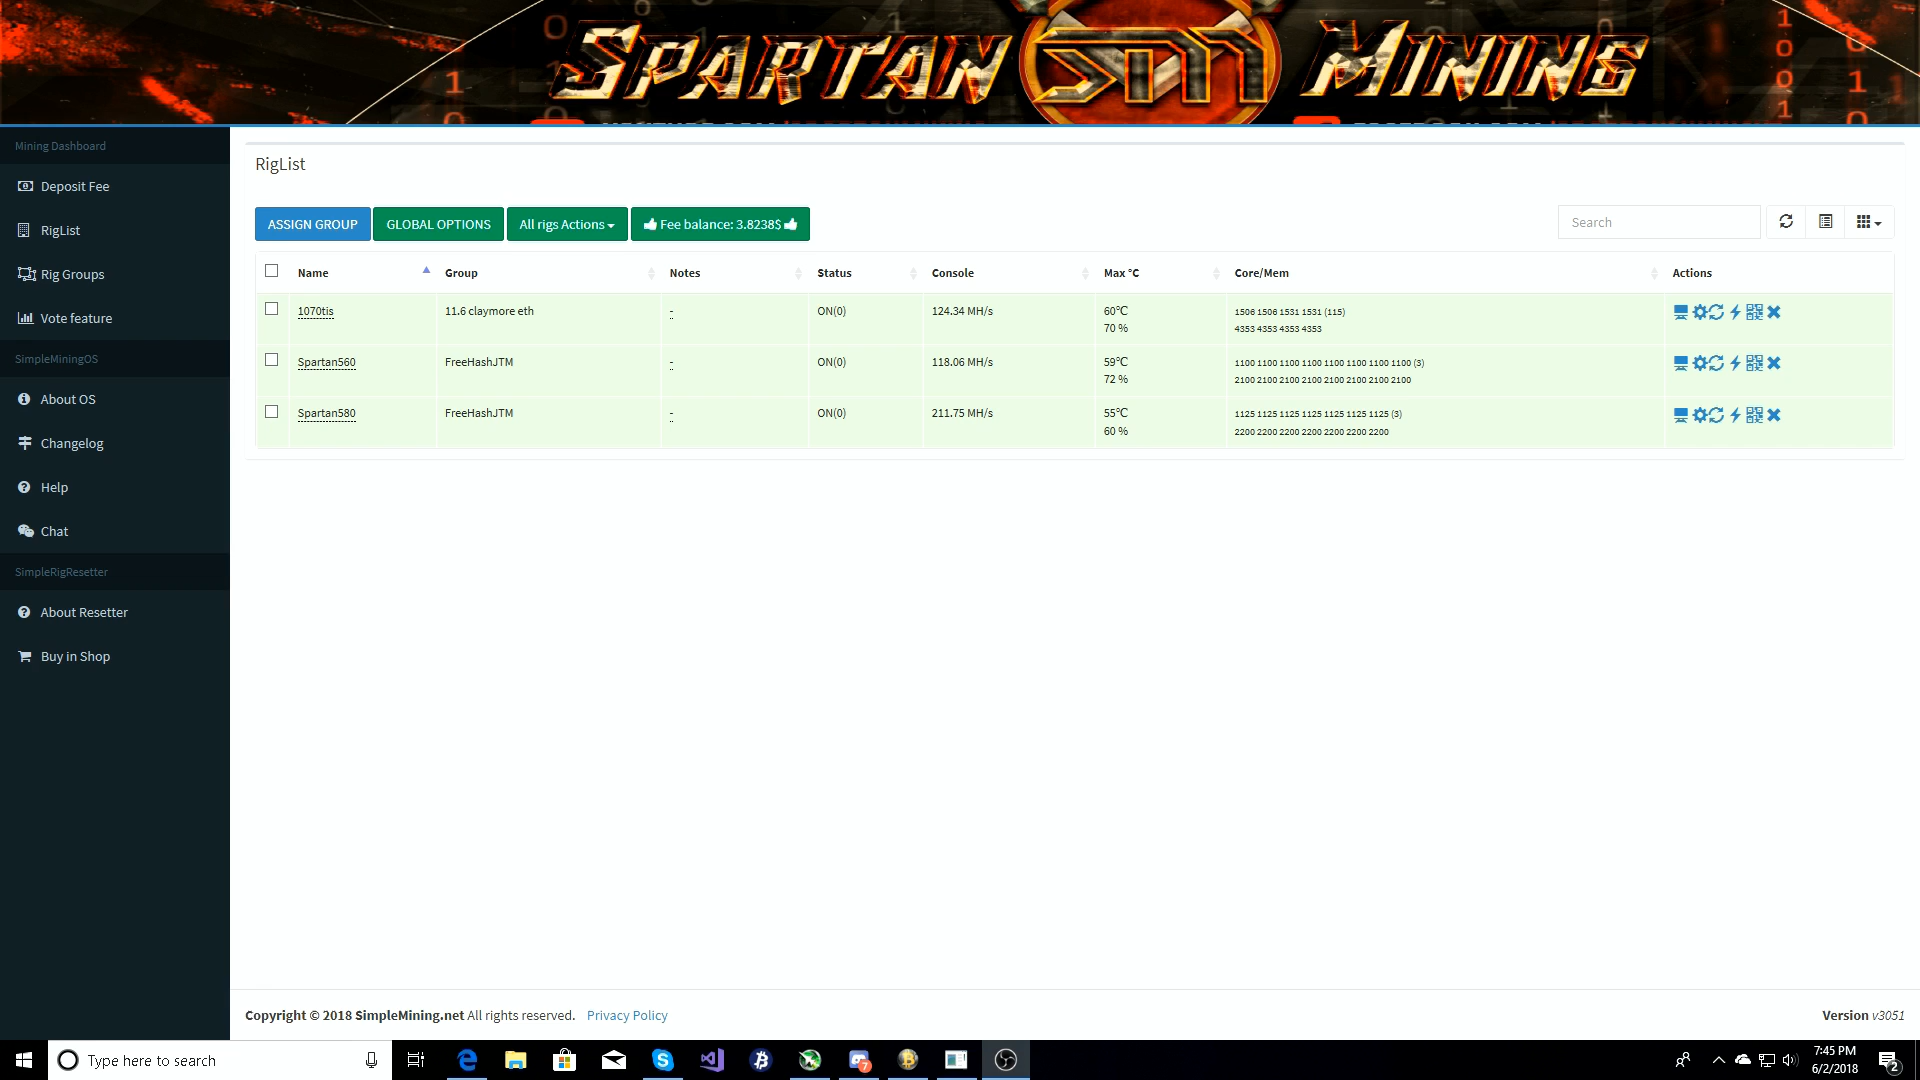 SPARTAN SM MINING
Mining Dashboard
Deposit Fee
RigList
Rig Groups
Vote feature
SimpleMiningOS
About OS
Changelog
Help
Chat
SimpleRigResetter
About Resetter
Buy in Shop
RigList
ASSIGN GROUP GLOBAL OPTIONS All rigs Actions Fee balance: 3.8238$ Search
Name Group Notes Status Console Max °C Core/Mem Actions
1070tis 11.6 claymore eth - ON(0) 124.34 MH/s 60°C 1506 1506 1531 1531 (115)
70 % 4353 4353 4353 4353
Spartan560 FreeHashJTM - ON(0) 118.06 MH/s 59°C 1100 1100 1100 1100 1100 1100 1100 1100 (3)
72 % 2100 2100 2100 2100 2100 2100 2100 2100
Spartan580 FreeHashJTM - ON(0) 211.75 MH/s 55°C 1125 1125 1125 1125 1125 1125 1125 (3)
60 % 2200 2200 2200 2200 2200 2200 2200
Copyright © 2018 SimpleMining.net All rights reserved. Privacy Policy Version v3051
Type here to search
7
7:45 PM
6/2/2018
2